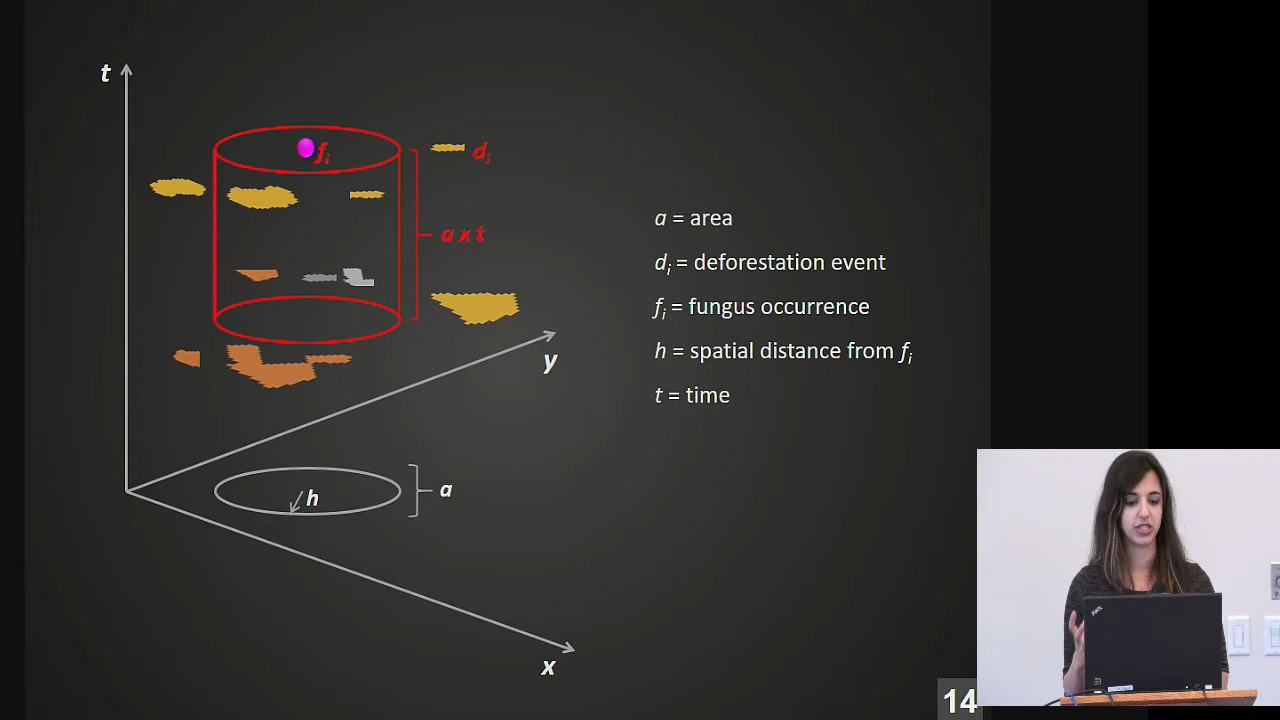 t
fi
di
a x t
y
h
a
x
a = area
di = deforestation event
fi = fungus occurrence
h = spatial distance from fi
t = time
14